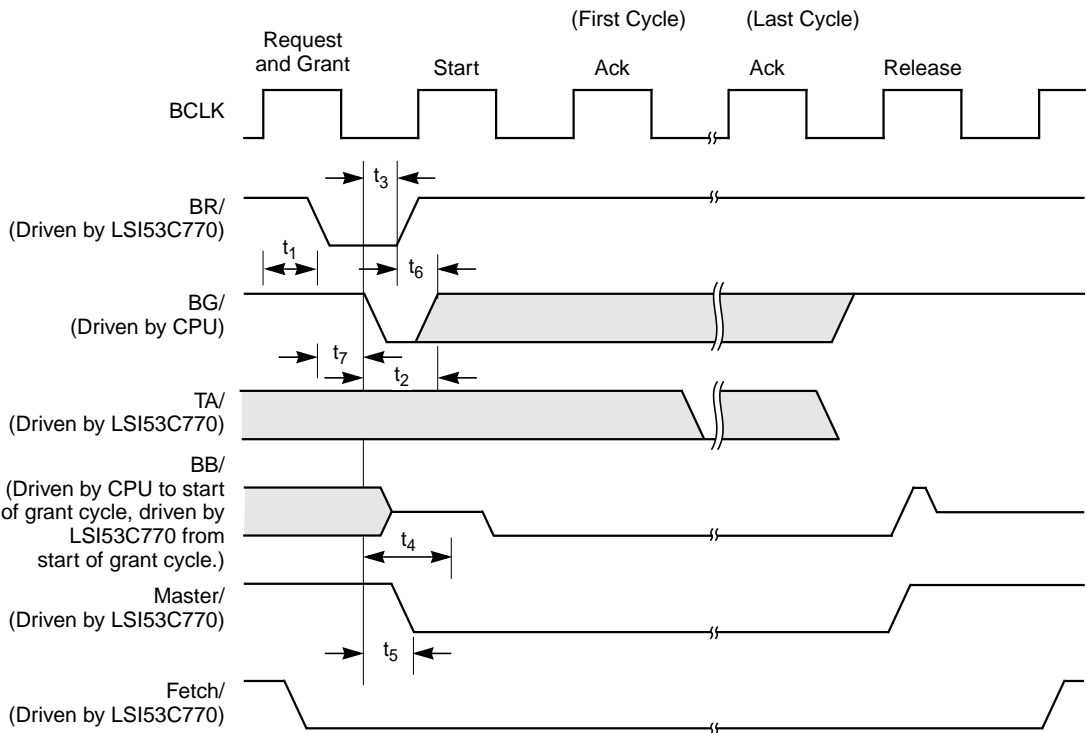 (First Cycle)
(Last Cycle)
Request
and Grant
Start
Ack
Ack
Release
BCLK
t3
BR/
(Driven by LSI53C770)
t1
t6
BG/
(Driven by CPU)
t7
t2
TA/
(Driven by LSI53C770)
BB/
(Driven by CPU to start
of grant cycle, driven by
LSI53C770 from
start of grant cycle.)
t4
Master/
(Driven by LSI53C770)
t5
Fetch/
(Driven by LSI53C770)